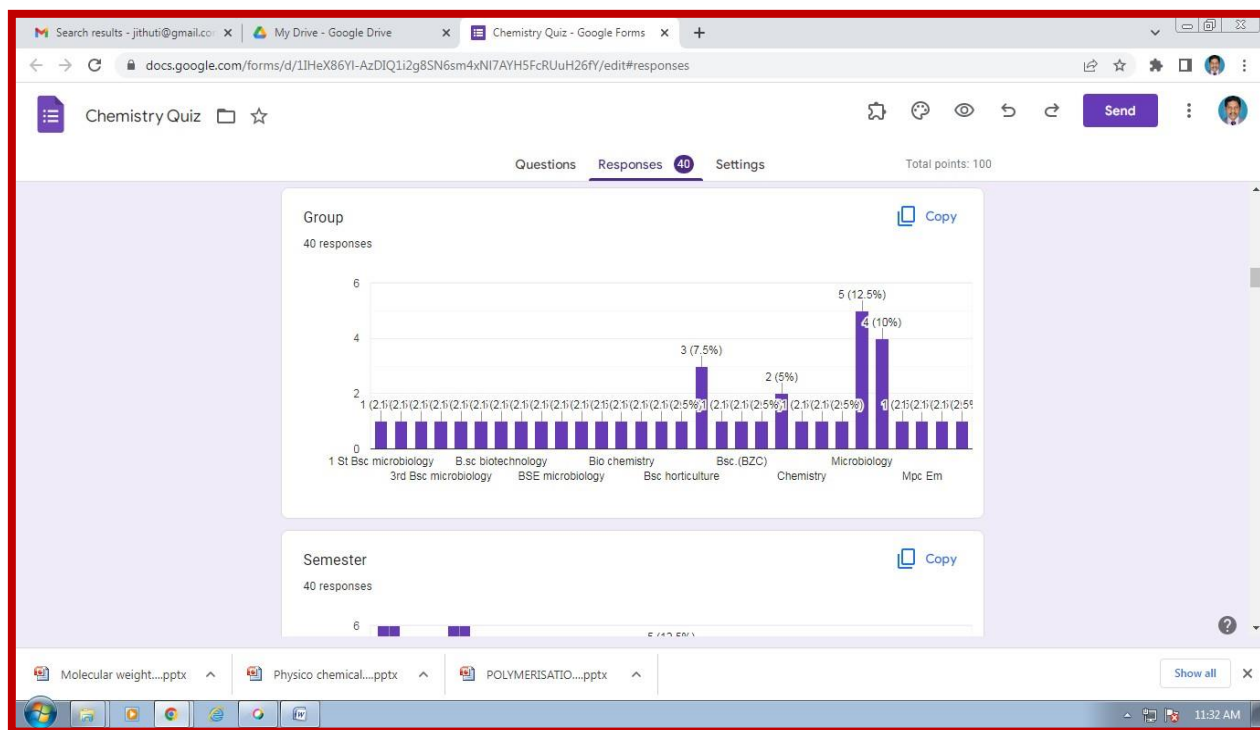 Search results - jithuti@gmail.co
My Drive - Google Drive
Chemistry Quiz - Google Forms
docs.google.com/forms/d/1IHeX86YI-AzDIQ1i2g8SN6sm4xNI7AYH5FcRUuH26fY/edit#responses
Chemistry Quiz
Send
Questions Responses 40 Settings Total points: 100
Group
Copy
40 responses
6
5 (12.5%)
4 (10%)
4
3 (7.5%)
2 (5%)
2
0
1 St Bsc microbiology B.sc biotechnology Bio chemistry Bsc.(BZC) Microbiology
3rd Bsc microbiology BSE microbiology Bsc horticulture Chemistry Mpc Em
Semester
Copy
40 responses
6
Molecular weight....pptx Physico chemical....pptx POLYMERISATIO....pptx Show all
11:32 AM